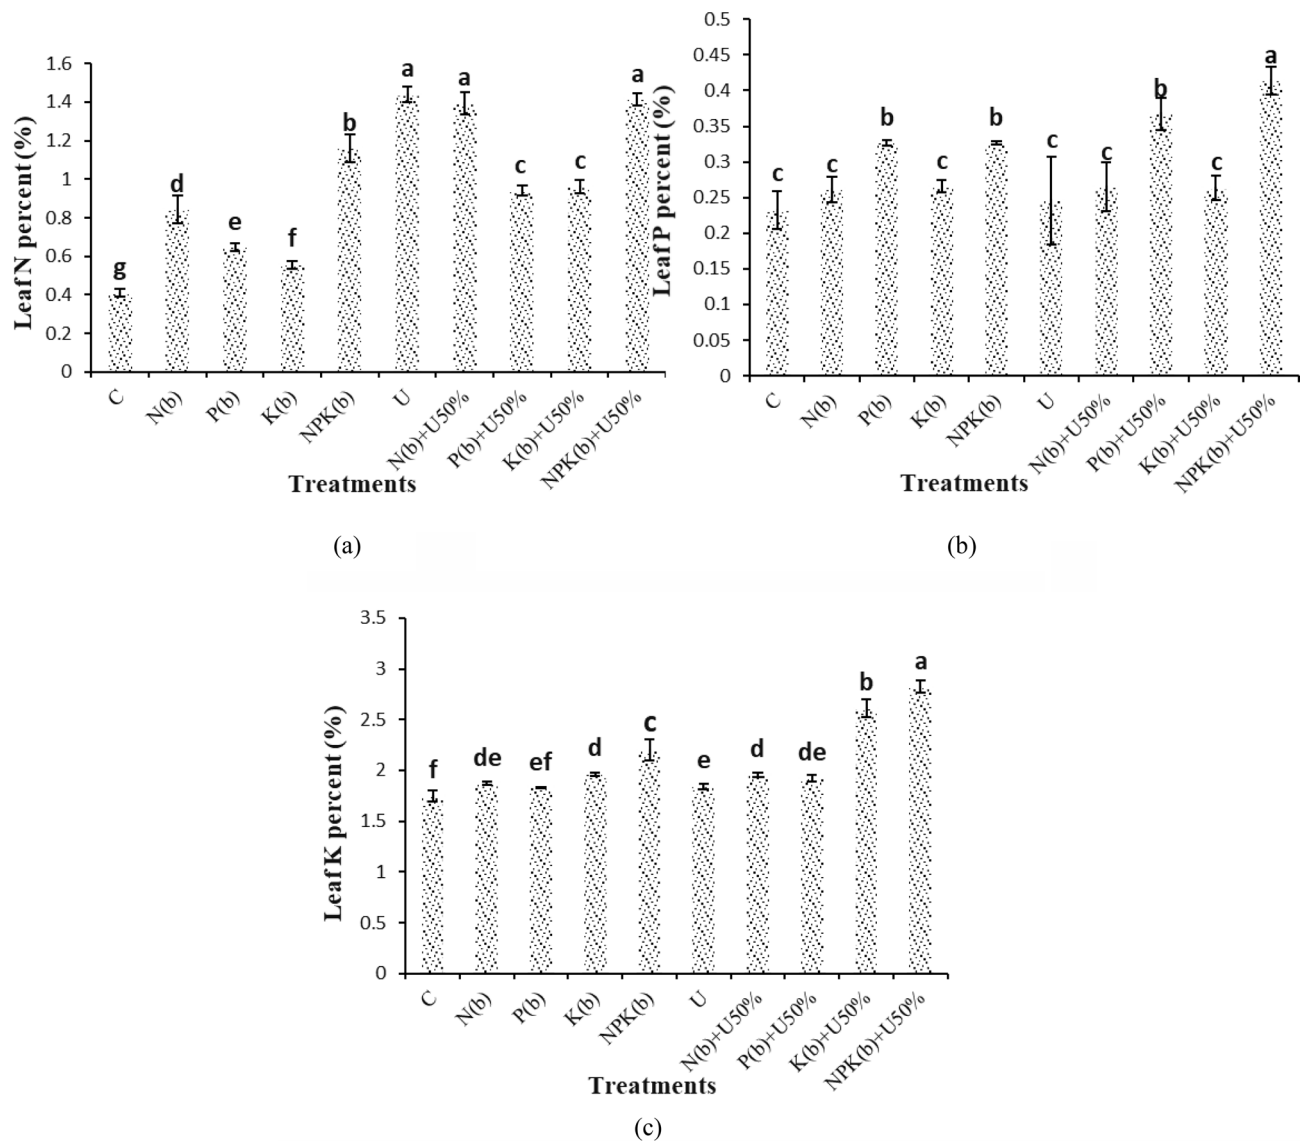 Leaf N percent (%)
1.6
1.4
1.2
1
0.8
0.6
0.4
0.2
0
g
d
e
f
b
a
a
c
c
a
C
N(b)
P(b)
K(b)
NPK(b)
U
N(b)+U50%
P(b)+U50%
K(b)+U50%
NPK(b)+U50%
Treatments
(a)
Leaf P percent (%)
0.5
0.45
0.4
0.35
0.3
0.25
0.2
0.15
0.1
0.05
0
c
c
b
c
b
c
c
b
c
a
C
N(b)
P(b)
K(b)
NPK(b)
U
N(b)+U50%
P(b)+U50%
K(b)+U50%
NPK(b)+U50%
Treatments
(b)
Leaf K percent (%)
3.5
3
2.5
2
1.5
1
0.5
0
f
de
ef
d
c
e
d
de
b
a
C
N(b)
P(b)
K(b)
NPK(b)
U
N(b)+U50%
P(b)+U50%
K(b)+U50%
NPK(b)+U50%
Treatments
(c)